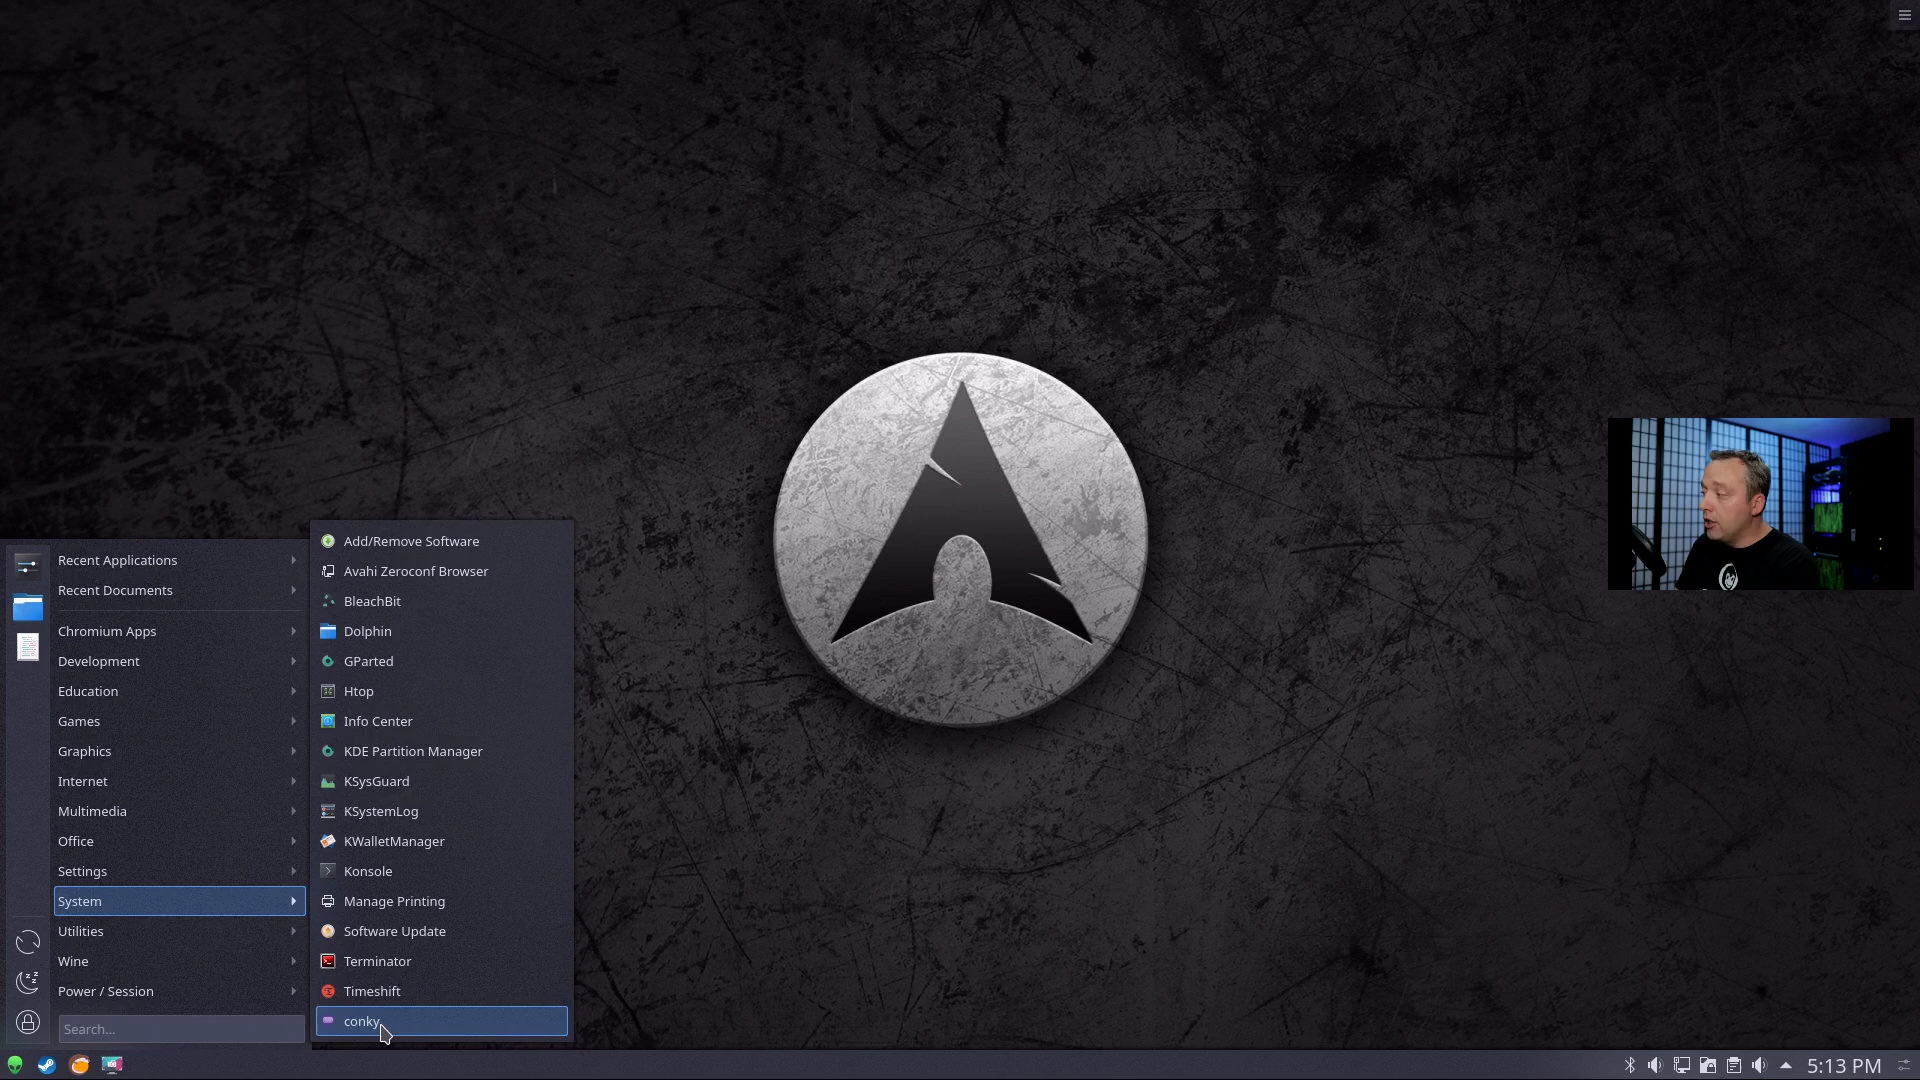 Recent Applications
Recent Documents
Chromium Apps
Development
Education
Games
Graphics
Internet
Multimedia
Office
Settings
System
Utilities
Wine
Power / Session
Search...
Add/Remove Software
Avahi Zeroconf Browser
BleachBit
Dolphin
GParted
Htop
Info Center
KDE Partition Manager
KSysGuard
KSystemLog
KWalletManager
Konsole
Manage Printing
Software Update
Terminator
Timeshift
conky
5:13 PM